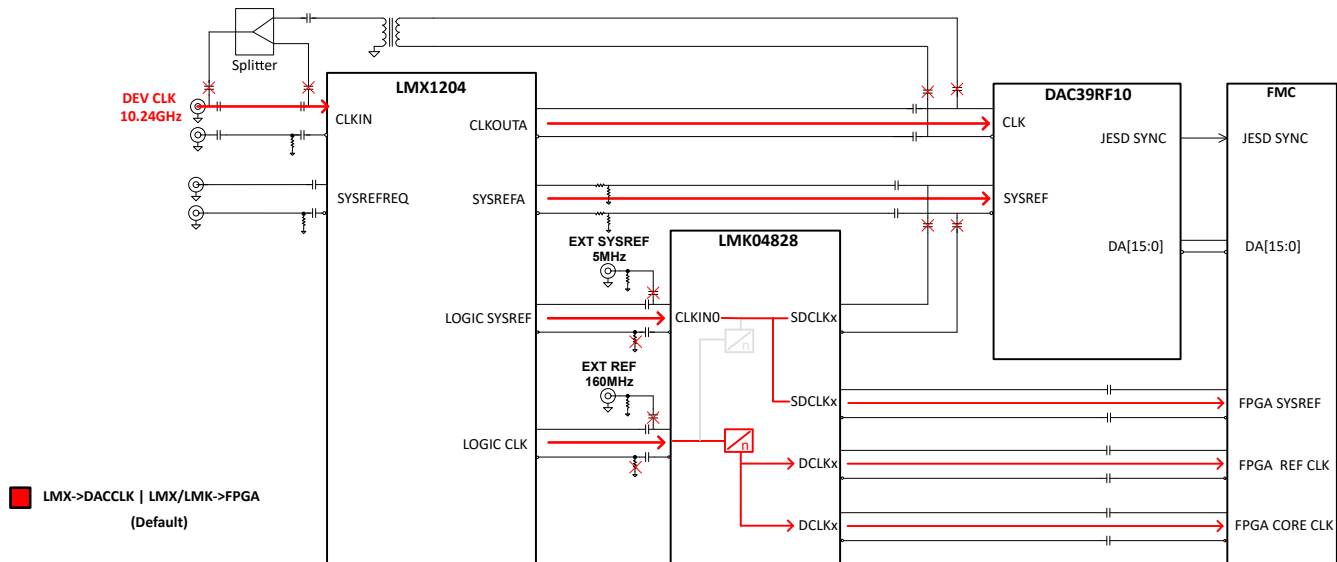 Splitter
DEV CLK
10.24GHz
LMX1204
CLKIN
CLKOUTA
SYSREFREQ
SYSREFA
LOGIC SYSREF
LOGIC CLK
EXT SYSREF
5MHz
EXT REF
160MHz
LMK04828
CLKIN0
n
n
SDCLKx
SDCLKx
DCLKx
DCLKx
DAC39RF10
CLK
JESD SYNC
SYSREF
DA[15:0]
FMC
JESD SYNC
DA[15:0]
FPGA SYSREF
FPGA REF CLK
FPGA CORE CLK
LMX->DACCLK | LMX/LMK->FPGA
(Default)